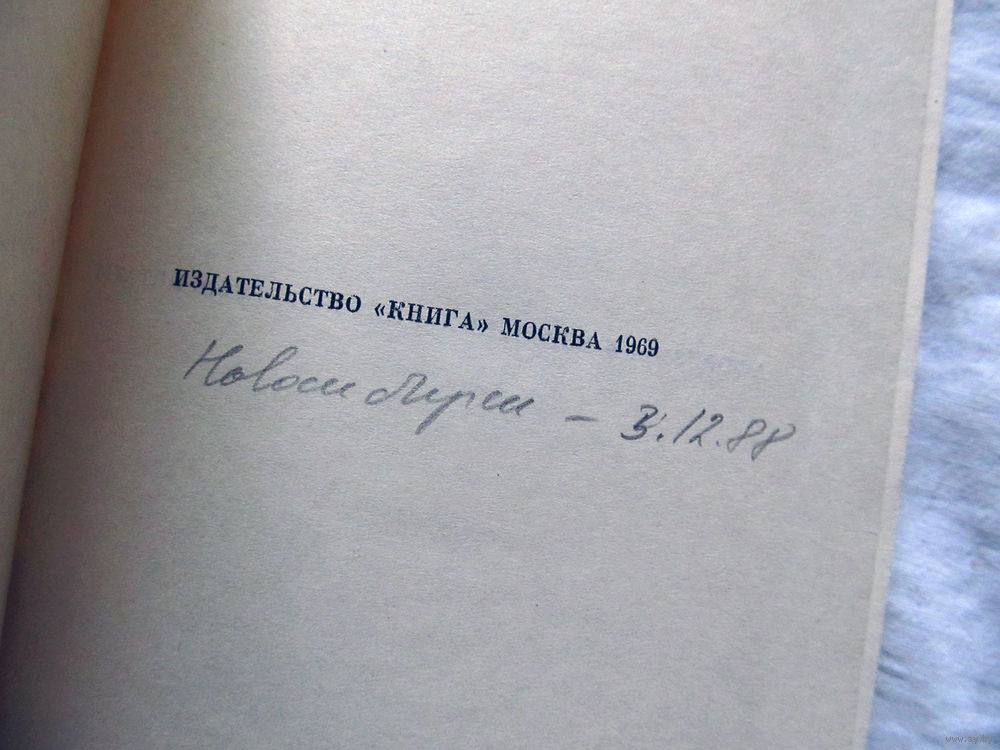 ИЗДАТЕЛЬСТВО «КНИГА» МОСКВА 1969
Новосибирск – 3.12.88